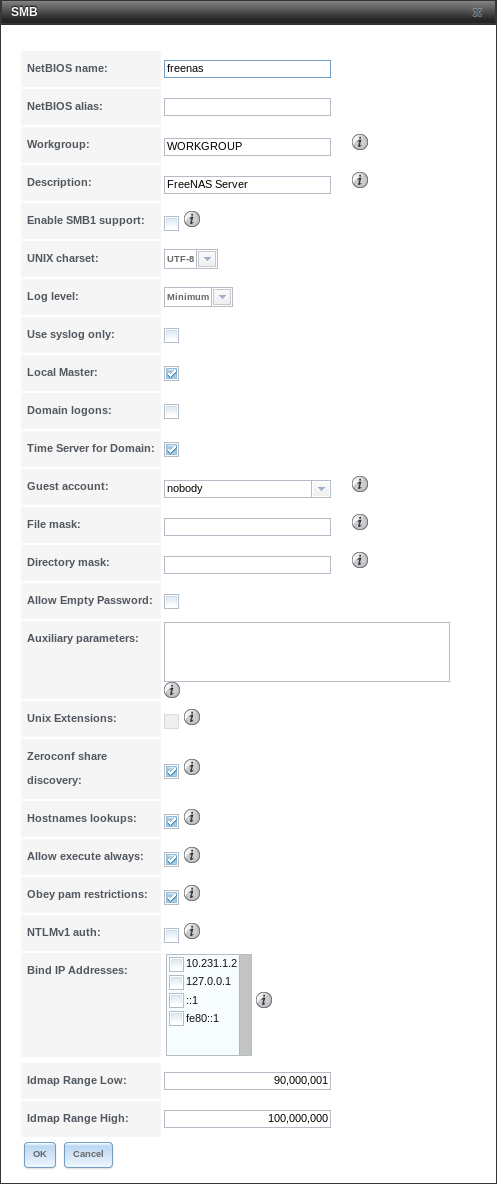 SMB
NetBIOS name: freenas
NetBIOS alias:
Workgroup: WORKGROUP
Description: FreeNAS Server
Enable SMB1 support:
UNIX charset: UTF-8
Log level: Minimum
Use syslog only:
Local Master:
Domain logons:
Time Server for Domain:
Guest account: nobody
File mask:
Directory mask:
Allow Empty Password:
Auxiliary parameters:
Unix Extensions:
Zeroconf share
discovery:
Hostnames lookups:
Allow execute always:
Obey pam restrictions:
NTLMv1 auth:
Bind IP Addresses: 10.231.1.2
127.0.0.1
::1
fe80::1
Idmap Range Low: 90,000,001
Idmap Range High: 100,000,000
OK Cancel